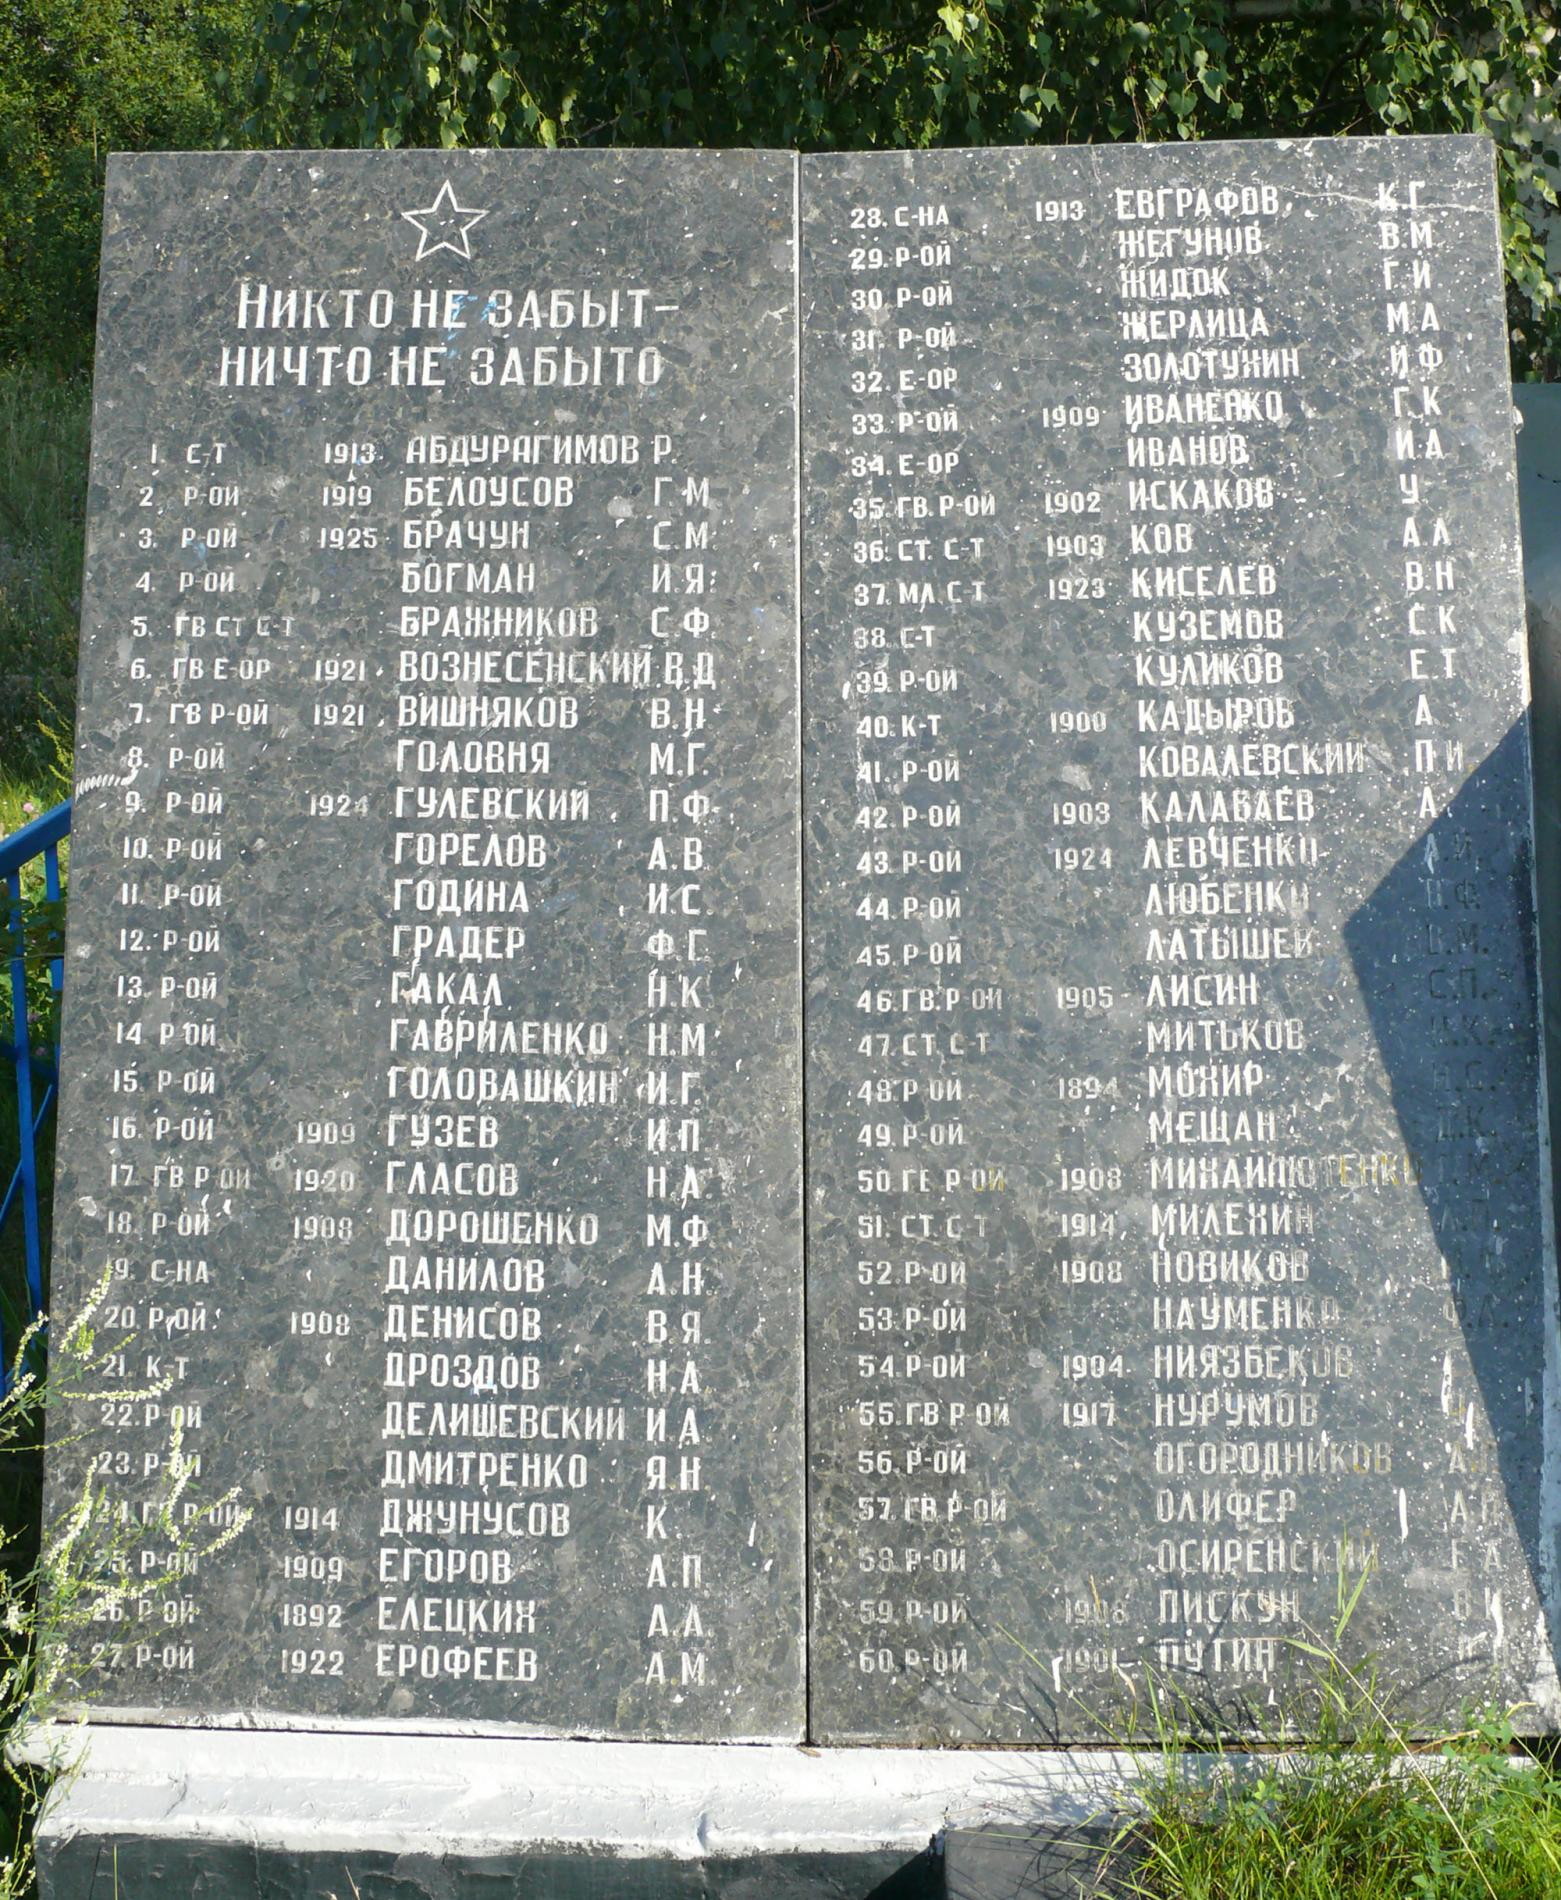 НИКТО НЕ ЗАБЫТ-
НИЧТО НЕ ЗАБЫТО
1 С-Т 1913 АБДУРАГИМОВ Р.
2 Р-ОЙ 1919 БЕЛОУСОВ Г.М
3. Р-ОЙ 1925 БРАЧУН С.М.
4. Р-ОЙ БОГМАН И.Я.
5. ГВ СТ С-Т БРАЖНИКОВ С.Ф.
6. ГВ Е-ОР 1921 ВОЗНЕСЕНСКИЙ В.Д
7. ГВ Р-ОЙ 1921 ВИШНЯКОВ В.Н
8. Р-ОЙ ГОЛОВНЯ М.Г.
9. Р-ОЙ 1924 ГУЛЕВСКИЙ П.Ф.
10. Р-ОЙ ГОРЕЛОВ А.В.
11. Р-ОЙ ГОДИНА И.С.
12. Р-ОЙ ГРАДЕР Ф.Г.
13. Р-ОЙ ГАКАЛ Н.К
14 Р-ОЙ ГАВРИЛЕНКО Н.М
15. Р-ОЙ ГОЛОВАШКИН И.Г.
16. Р-ОЙ 1909 ГУЗЕВ И.П
17. ГВ Р ОЙ 1920 ГЛАСОВ Н.А.
18. Р-ОЙ 1908 ДОРОШЕНКО М.Ф
9. С-НА ДАНИЛОВ А.Н.
20. Р-ОЙ 1908 ДЕНИСОВ В.Я.
21. К-Т ДРОЗДОВ Н.А
22. Р-ОЙ ДЕЛИШЕВСКИЙ И.А
23. Р-ОЙ ДМИТРЕНКО Я.Н
24. ГВ Р-ОЙ 1914 ДЖУНУСОВ К.
25. Р-ОЙ 1909 ЕГОРОВ А.П.
26. Р-ОЙ 1892 ЕЛЕЦКИХ А.А.
27. Р-ОЙ 1922 ЕРОФЕЕВ А.М
28. С-НА 1913 ЕВГРАФОВ К.Г
29. Р-ОЙ ЖЕГУНОВ В.М
30. Р-ОЙ ЖИДОК Г.И
31. Р-ОЙ ЖЕРЛИЦА М.А
32. Е-ОР ЗОЛОТУХИН И.Ф
33. Р-ОЙ 1909 ИВАНЕНКО Г.К
34. Е-ОР ИВАНОВ И.А
35. ГВ. Р-ОЙ 1902 ИСКАКОВ У
36. СТ. С-Т 1903 КОВ А.Л
37. МЛ С-Т 1923 КИСЕЛЕВ В.Н
38. С-Т КУЗЕМОВ С.К
39. Р-ОЙ КУЛИКОВ Е.Т
40. К-Т 1900 КАДЫРОВ А
41. Р-ОЙ КОВАЛЕВСКИЙ П.И.
42. Р-ОЙ 1903 КАЛАБАЕВ А.
43. Р-ОЙ 1924 ЛЕВЧЕНКО
44. Р-ОЙ ЛЮБЕНКО
45. Р-ОЙ ЛАТЫШЕВ
46. ГВ. Р-ОЙ 1905 ЛИСИН С.П.
47. СТ. С-Т МИТЬКОВ
48. Р-ОЙ 1894 МОХИР Н.С.
49. Р-ОЙ МЕЩАН Д.К.
50 Р ОЙ 1908
51. СТ. С-Т 1914 МИЛЕХИН
52. Р-ОЙ 1908 НОВИКОВ
53. Р-ОЙ НАУМЕНКО
54. Р-ОЙ 1904 НИЯЗБЕКОВ
55. ГВ Р-ОЙ 1917 НУРУМОВ
56. Р-ОЙ ОГОРОДНИКОВ
57. ГВ Р-ОЙ ОЛИФЕР
58. Р-ОЙ ОСИРЕНСКИЙ
59. Р-ОЙ 1908 ПИСКУН
60. Р-ОЙ 1901 ПУТИН